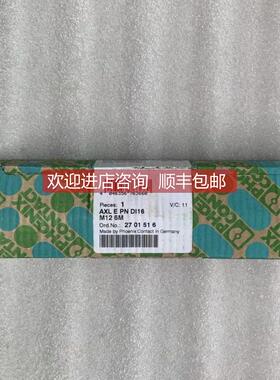 欢迎进店咨询 顺丰包邮
Pieces: 1
V/C: 11
AXL E PN DI16
M12 6M
Ord.No.: 27 01 51 6
Made by Phoenix Contact in Germany